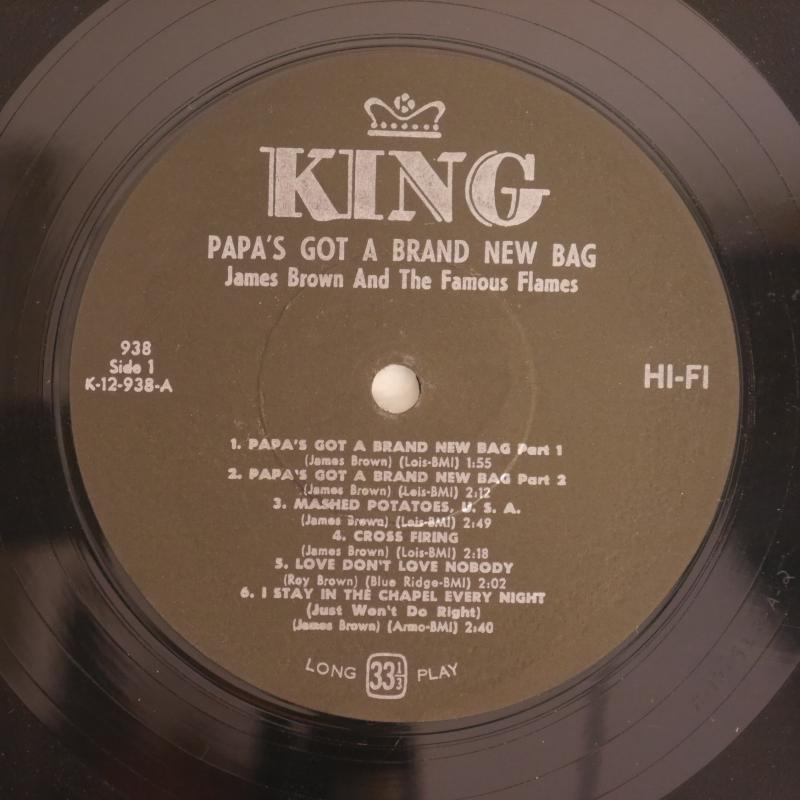 KING
PAPA'S GOT A BRAND NEW BAG
James Brown And The Famous Flames
938
Side 1
K-12-938-A
HI-FI
1. PAPA'S GOT A BRAND NEW BAG Part 1
(James Brown) (Lois-BMI) 1:55
2. PAPA'S GOT A BRAND NEW BAG Part 2
(James Brown) (Lois-BMI) 2:12
3. MASHED POTATOES, U. S. A.
(James Brown) (Lois-BMI) 2:49
4. CROSS FIRING
(James Brown) (Lois-BMI) 2:18
5. LOVE DON'T LOVE NOBODY
(Roy Brown) (Blue Ridge-BMI) 2:02
6. I STAY IN THE CHAPEL EVERY NIGHT
(Just Won't Do Right)
(James Brown) (Armo-BMI) 2:40
LONG 33 1/3 PLAY